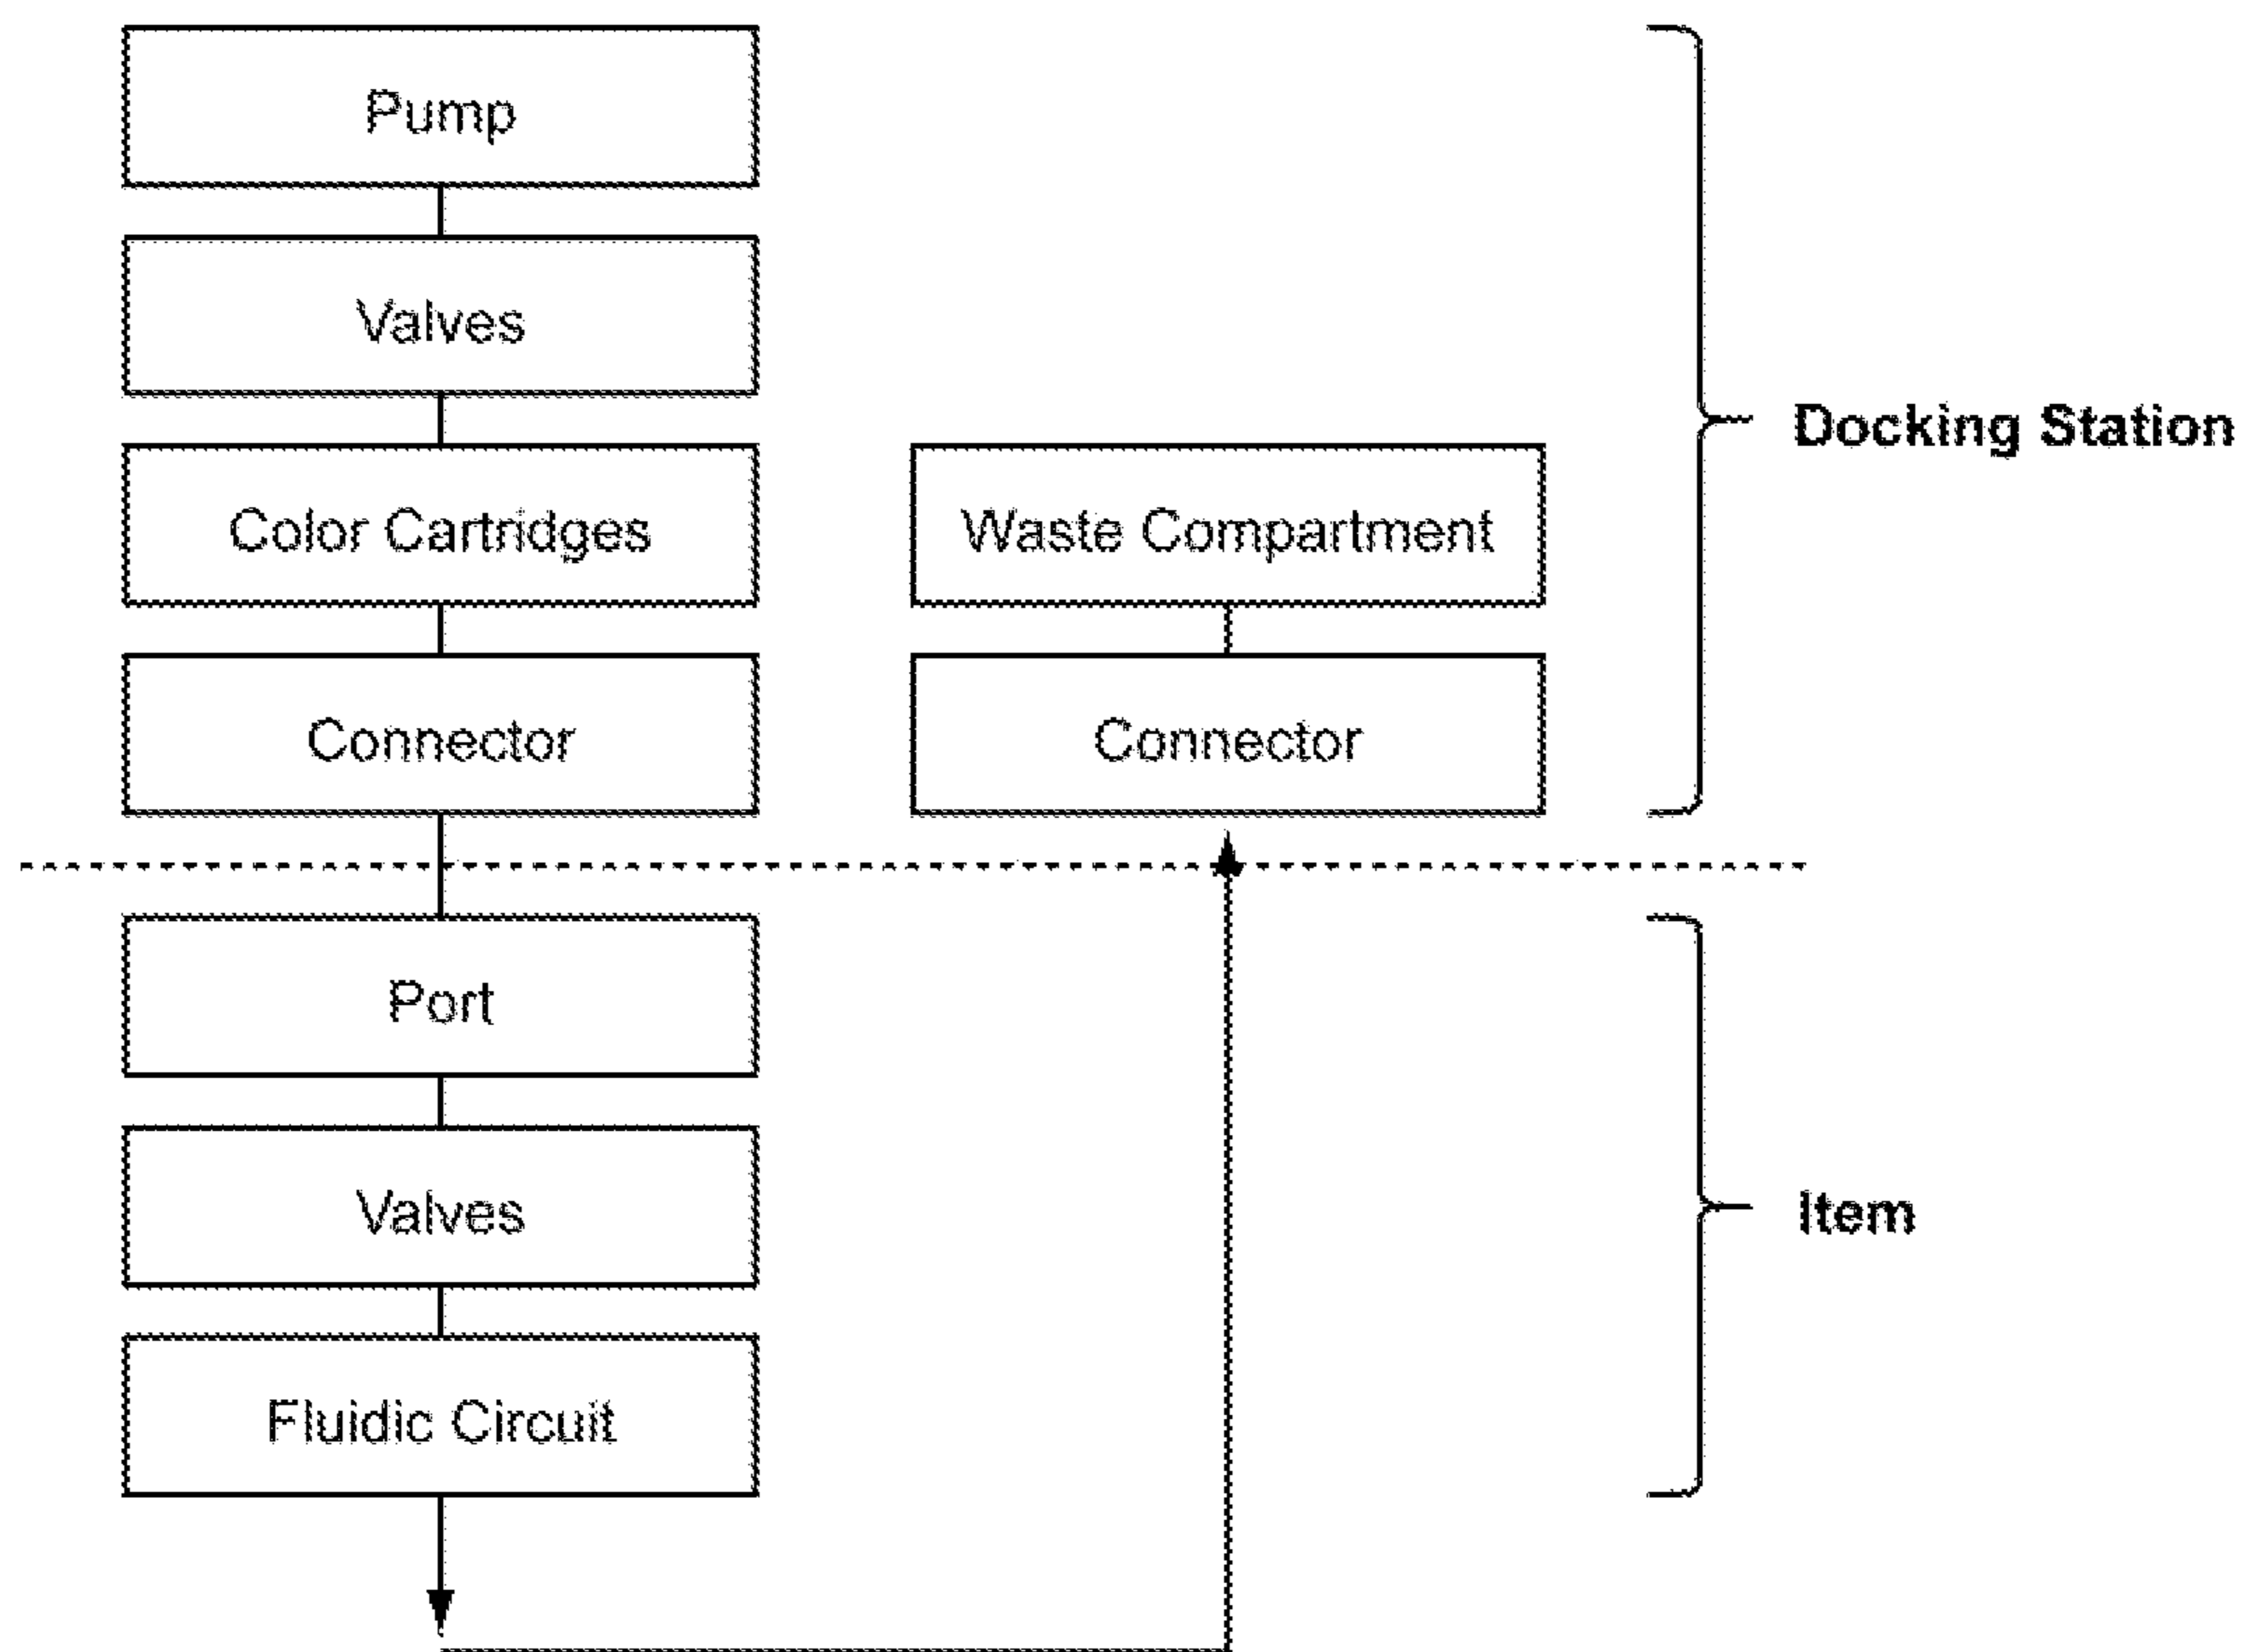 Pump
Valves
Color Cartridges
Waste Compartment
Docking Station
Connector
Connector
Port
Valves
Item
Fluidic Circuit